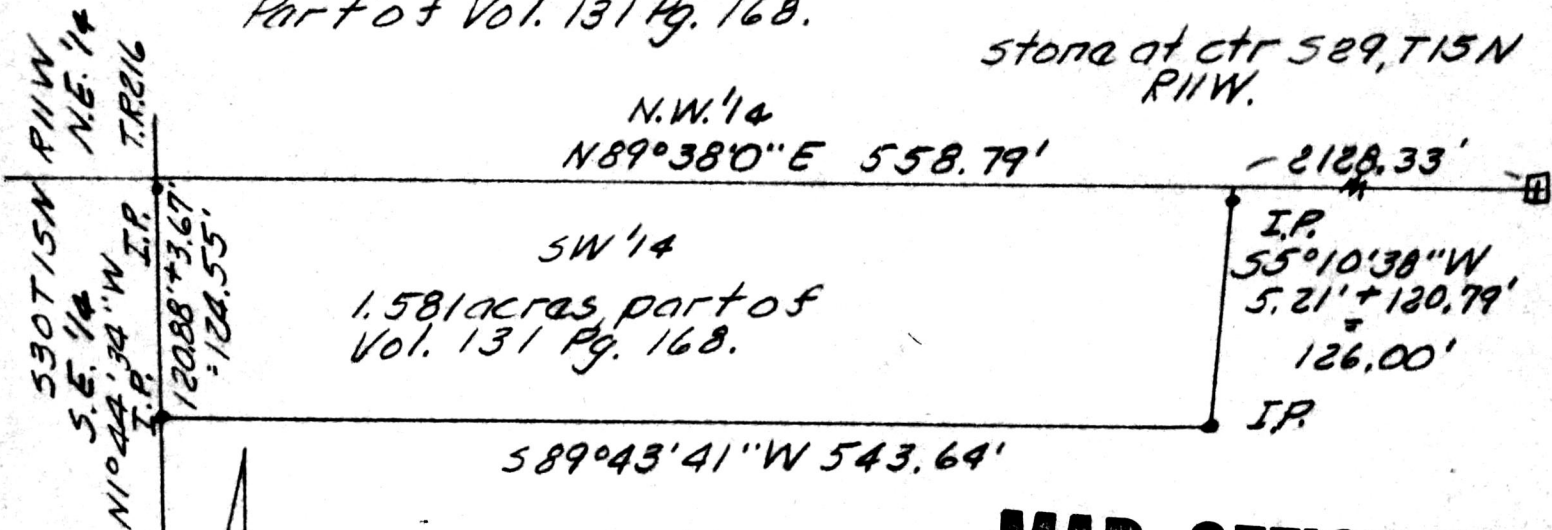 Part of Vol. 131 Pg. 168.
stone at ctr S29, T15N
R11W.
N.W. 1/4
N89°38'0"E 558.79'
2128.33'
S30 T15N R11W
N.E. 1/4
T.R.216
S.E. 1/4
N1°44'34"W
I.P.
I.P.
120.88'+3.67'
=124.55'
SW 1/4
1.581 acres, part of
Vol. 131 Pg. 168.
I.P.
S5°10'38"W
5.21' + 120.79'
=
126.00'
I.P.
S89°43'41"W 543.64'